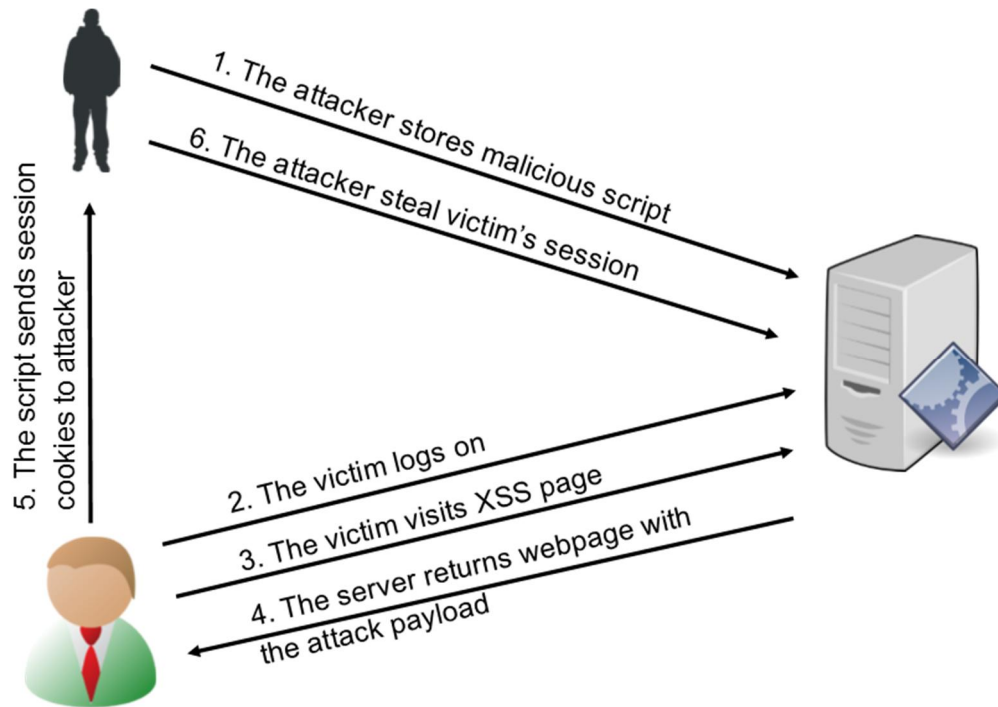 1. The attacker stores malicious script
6. The attacker steal victim's session
5. The script sends session
cookies to attacker
2. The victim logs on
3. The victim visits XSS page
4. The server returns webpage with
the attack payload